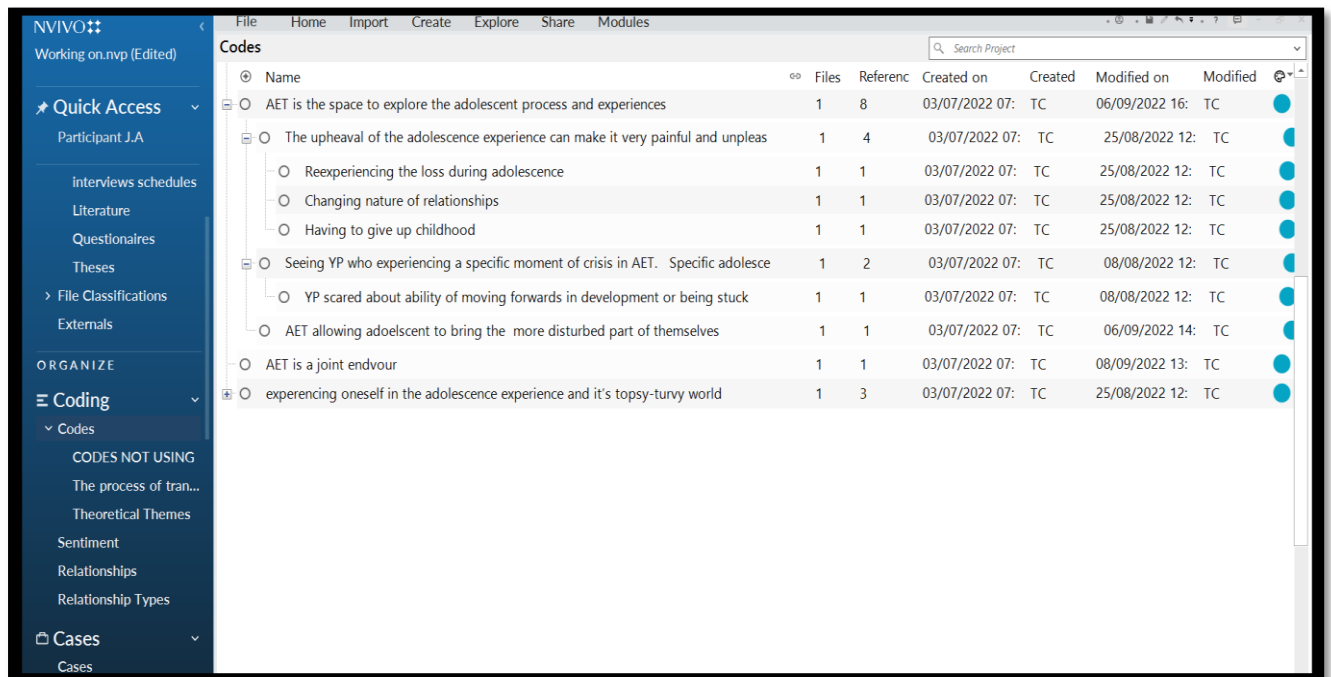 NVIVO
Working on.nvp (Edited)
Quick Access
Participant J.A
interviews schedules
Literature
Questionaires
Theses
File Classifications
Externals
ORGANIZE
Coding
Codes
CODES NOT USING
The process of tran...
Theoretical Themes
Sentiment
Relationships
Relationship Types
Cases
Cases
File Home Import Create Explore Share Modules
Codes
Search Project
Name Files Referenc Created on Created Modified on Modified
AET is the space to explore the adolescent process and experiences 1 8 03/07/2022 07: TC 06/09/2022 16: TC
The upheaval of the adolescence experience can make it very painful and unpleas 1 4 03/07/2022 07: TC 25/08/2022 12: TC
Reexperiencing the loss during adolescence 1 1 03/07/2022 07: TC 25/08/2022 12: TC
Changing nature of relationships 1 1 03/07/2022 07: TC 25/08/2022 12: TC
Having to give up childhood 1 1 03/07/2022 07: TC 25/08/2022 12: TC
Seeing YP who experiencing a specific moment of crisis in AET. Specific adolesce 1 2 03/07/2022 07: TC 08/08/2022 12: TC
YP scared about ability of moving forwards in development or being stuck 1 1 03/07/2022 07: TC 08/08/2022 12: TC
AET allowing adoelscent to bring the more disturbed part of themselves 1 1 03/07/2022 07: TC 06/09/2022 14: TC
AET is a joint endvour 1 1 03/07/2022 07: TC 08/09/2022 13: TC
experencing oneself in the adolescence experience and it's topsy-turvy world 1 3 03/07/2022 07: TC 25/08/2022 12: TC